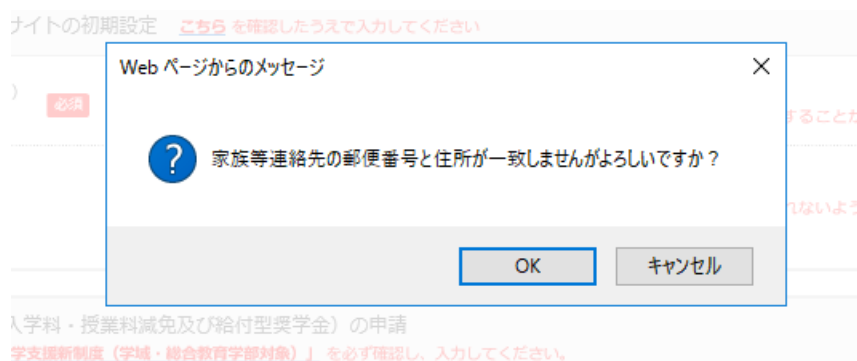 サイトの初期設定 こちら を確認したうえで入力してください
Web ページからのメッセージ
）
必須
することが
?
家族等連絡先の郵便番号と住所が一致しませんがよろしいですか？
れないよう
OK
キャンセル
入学料・授業料減免及び給付型奨学金）の申請
学支援新制度（学域・総合教育学部対象）」を必ず確認し、入力してください。